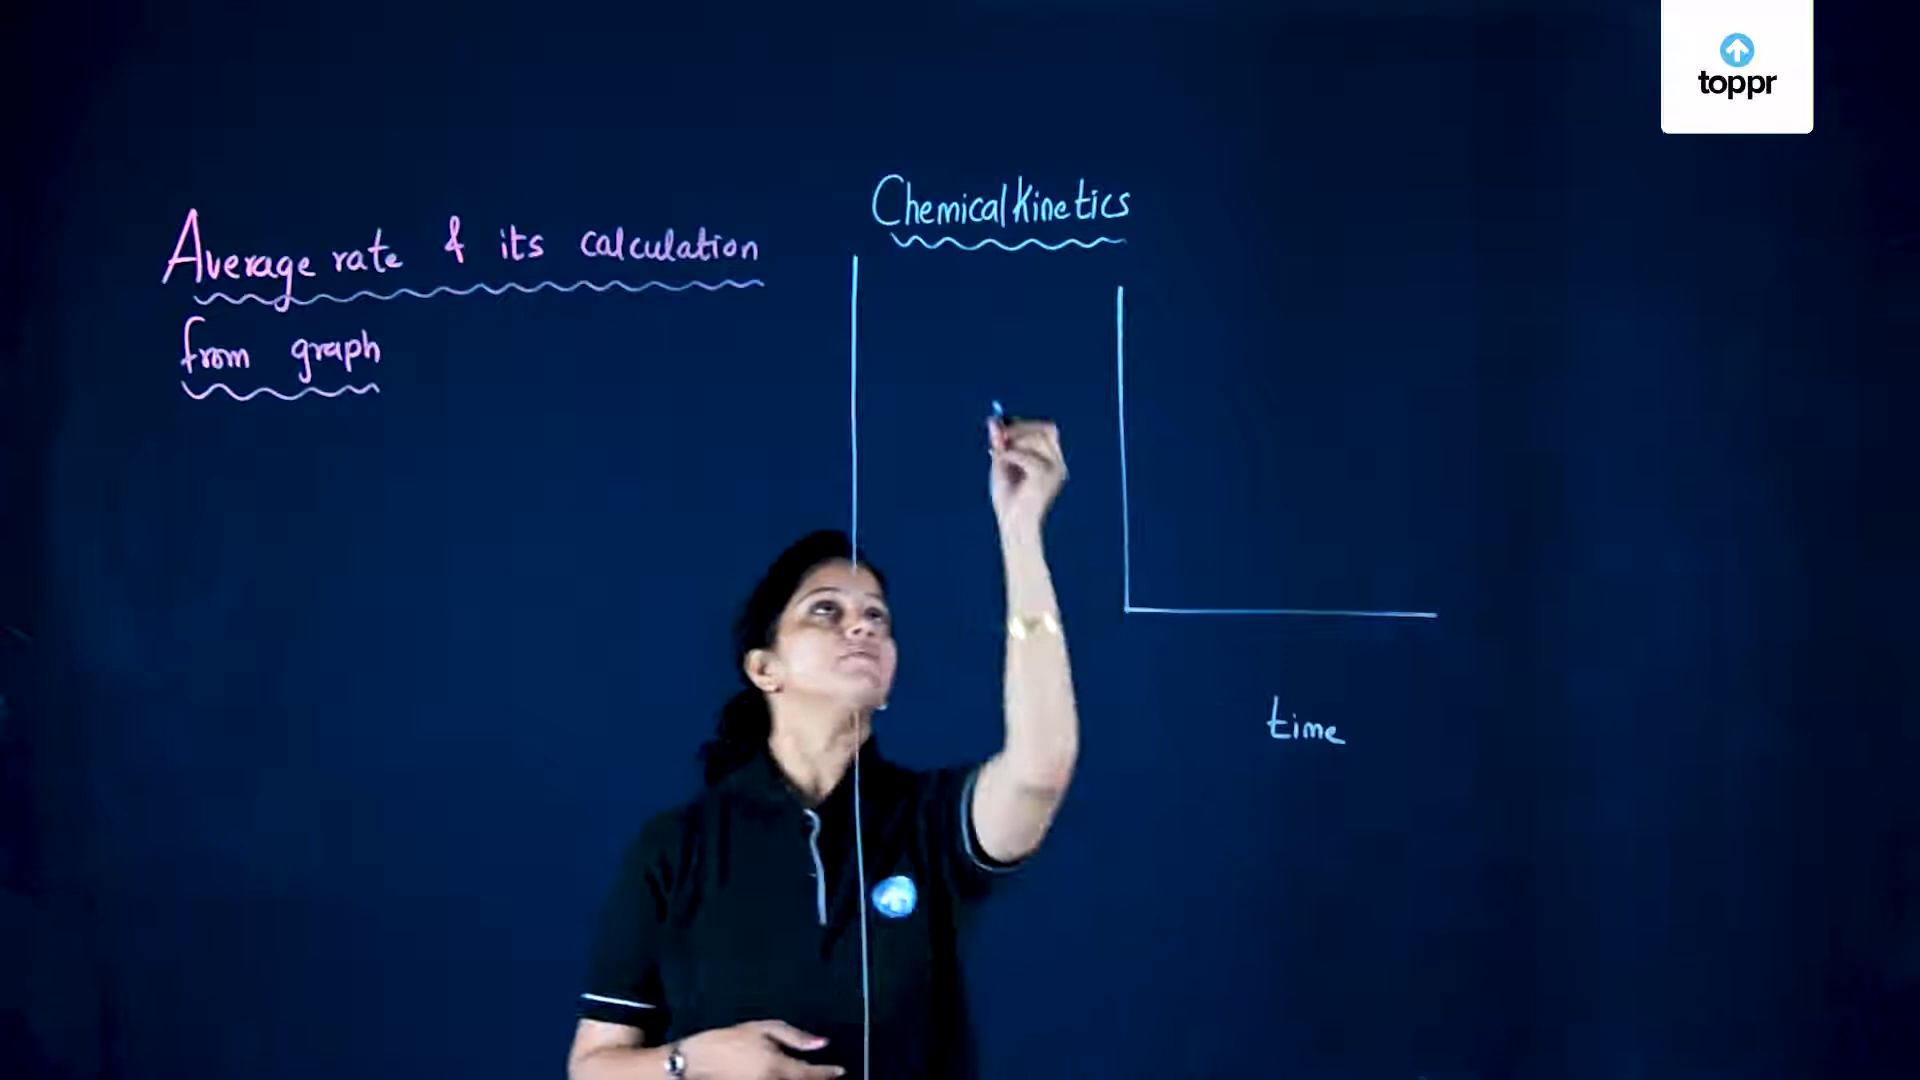 toppr
Chemical Kinetics
Average rate & its calculation
from graph
time